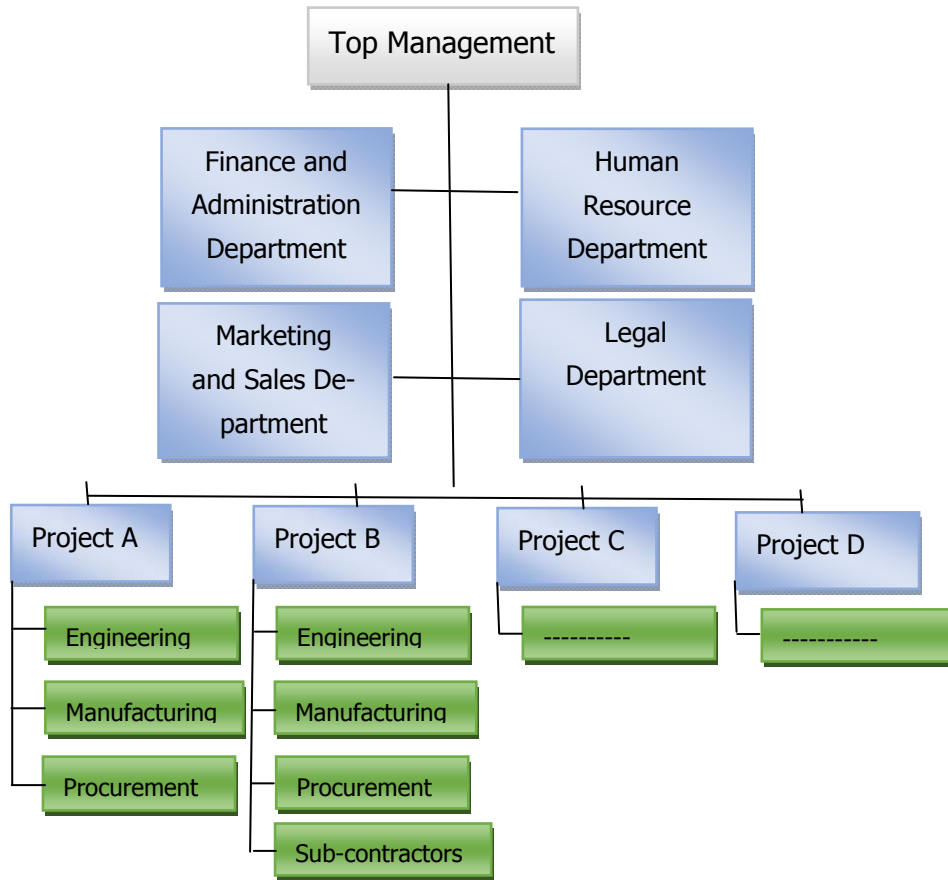 Top Management
Finance and
Administration
Department
Human
Resource
Department
Marketing
and Sales De-
partment
Legal
Department
Project A
Project B
Project C
Project D
Engineering
Manufacturing
Procurement
Engineering
Manufacturing
Procurement
Sub-contractors
----------
-----------